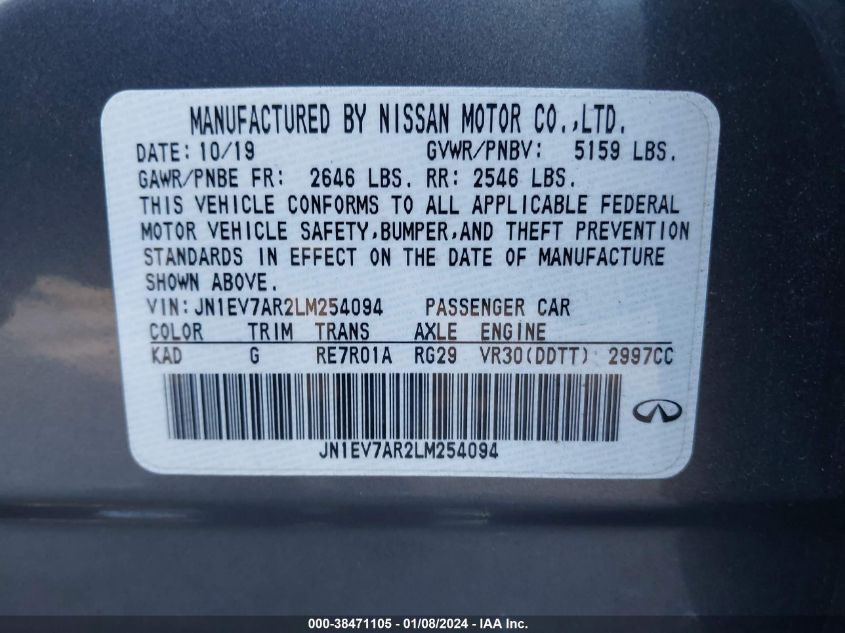 MANUFACTURED BY NISSAN MOTOR CO.,LTD.
DATE: 10/19 GVWR/PNBV: 5159 LBS.
GAWR/PNBE FR: 2646 LBS. RR: 2546 LBS.
THIS VEHICLE CONFORMS TO ALL APPLICABLE FEDERAL
MOTOR VEHICLE SAFETY,BUMPER,AND THEFT PREVENTION
STANDARDS IN EFFECT ON THE DATE OF MANUFACTURE
SHOWN ABOVE.
VIN: JN1EV7AR2LM254094 PASSENGER CAR
COLOR TRIM TRANS AXLE ENGINE
KAD G RE7R01A RG29 VR30(DDTT) 2997CC
JN1EV7AR2LM254094
000-38471105 - 01/08/2024 - IAA Inc.